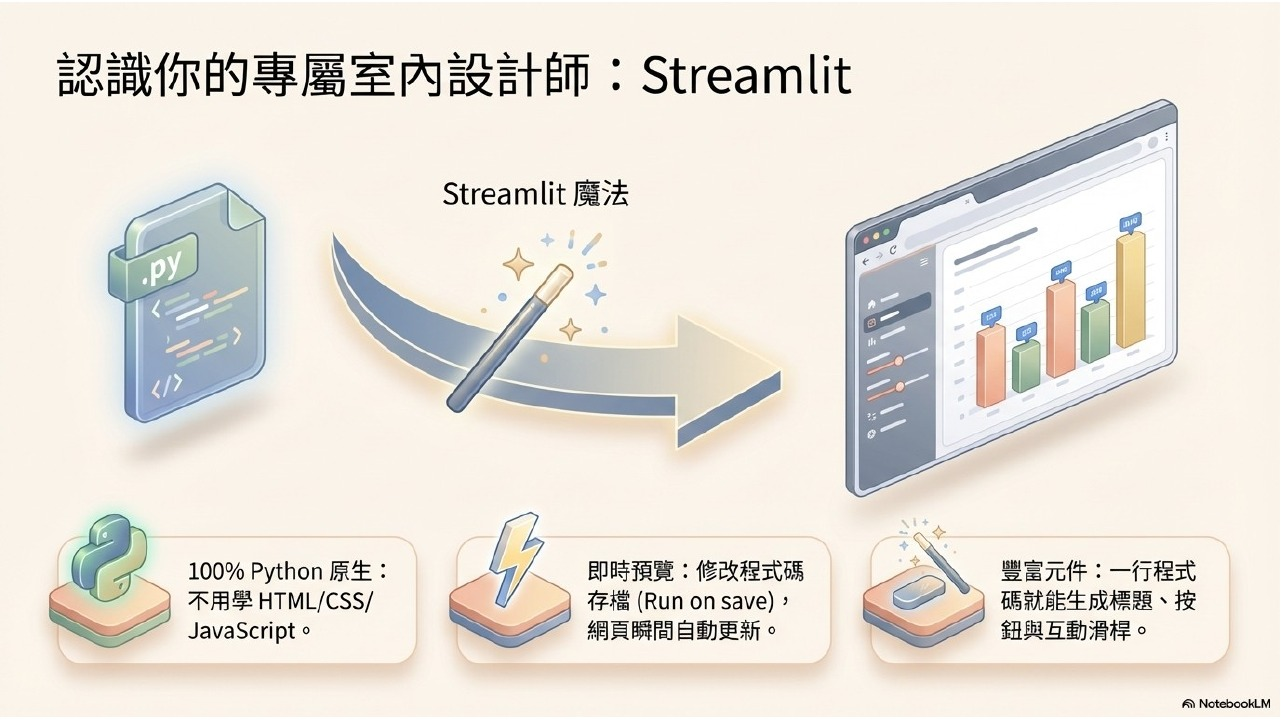 認識你的專屬室內設計師：Streamlit
Streamlit 魔法
.py
</>
100% Python 原生：
不用學 HTML/CSS/
JavaScript。
即時預覽：修改程式碼
存檔 (Run on save)，
網頁瞬間自動更新。
豐富元件：一行程式
碼就能生成標題、按
鈕與互動滑桿。
NotebookLM